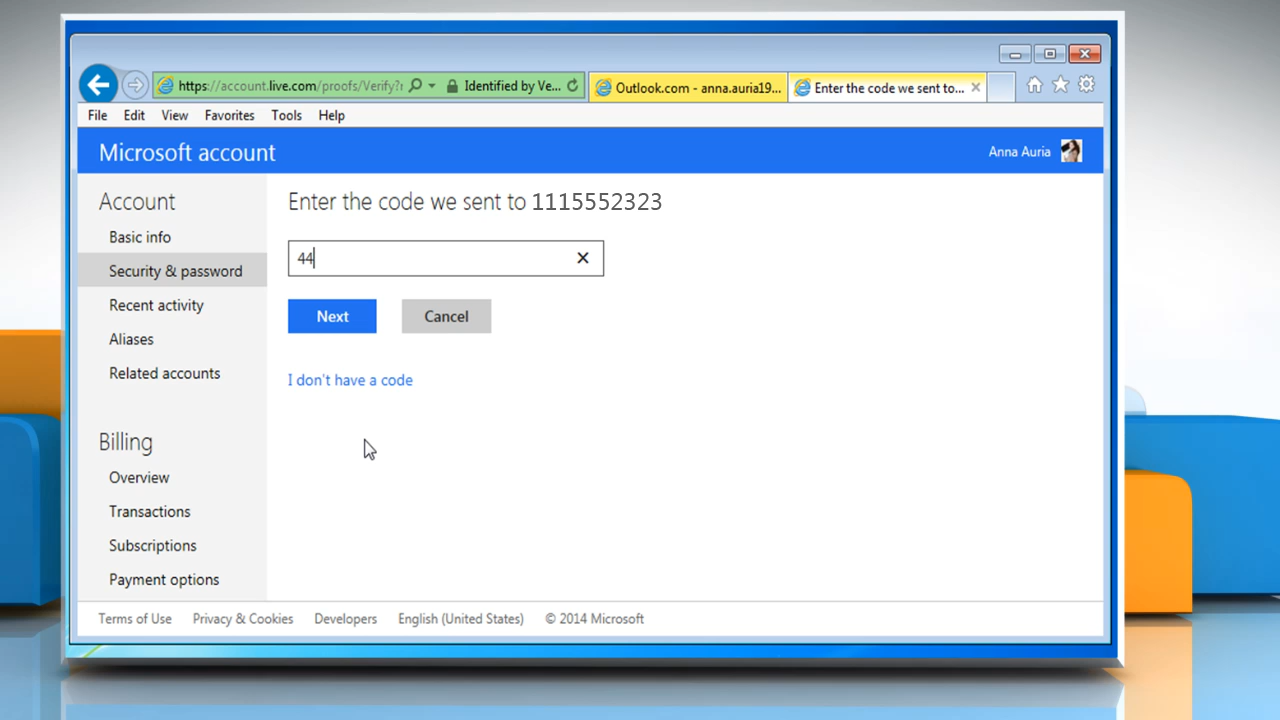 https://account.live.com/proofs/Verify?r
Identified by Ve...
Outlook.com - anna.auria19...
Enter the code we sent to...
File Edit View Favorites Tools Help
Microsoft account
Anna Auria
Account
Basic info
Security & password
Recent activity
Aliases
Related accounts
Billing
Overview
Transactions
Subscriptions
Payment options
Enter the code we sent to 1115552323
44
Next Cancel
I don't have a code
Terms of Use Privacy & Cookies Developers English (United States) © 2014 Microsoft